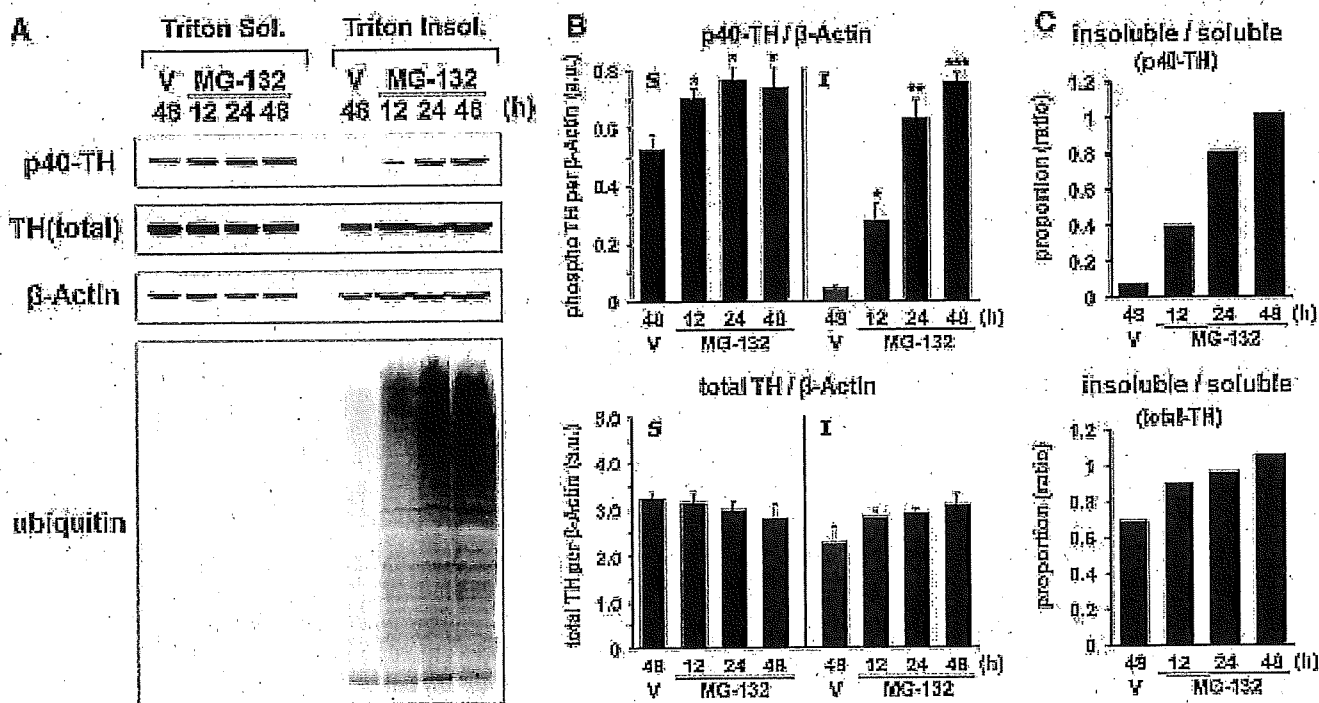 A
Triton Sol. Triton Insol.
V MG-132 V MG-132
48 12 24 48 48 12 24 48 (h)
p40-TH
TH(total)
β-Actin
ubiquitin
B
p40-TH / β-Actin
phospho TH per β-Actin (a.u.)
0.8
0.6
0.4
0.2
0
S I
* * * * ** ***
48 12 24 48 48 12 24 48 (h)
V MG-132 V MG-132
total TH / β-Actin
total TH per β-Actin (a.u.)
5.0
4.0
3.0
2.0
1.0
0
S I
48 12 24 48 48 12 24 48 (h)
V MG-132 V MG-132
C
insoluble / soluble
(p40-TH)
proportion (ratio)
1.2
1
0.8
0.6
0.4
0.2
0
48 12 24 48 (h)
V MG-132
insoluble / soluble
(total-TH)
proportion (ratio)
1.2
1
0.8
0.6
0.4
0.2
0
48 12 24 48 (h)
V MG-132